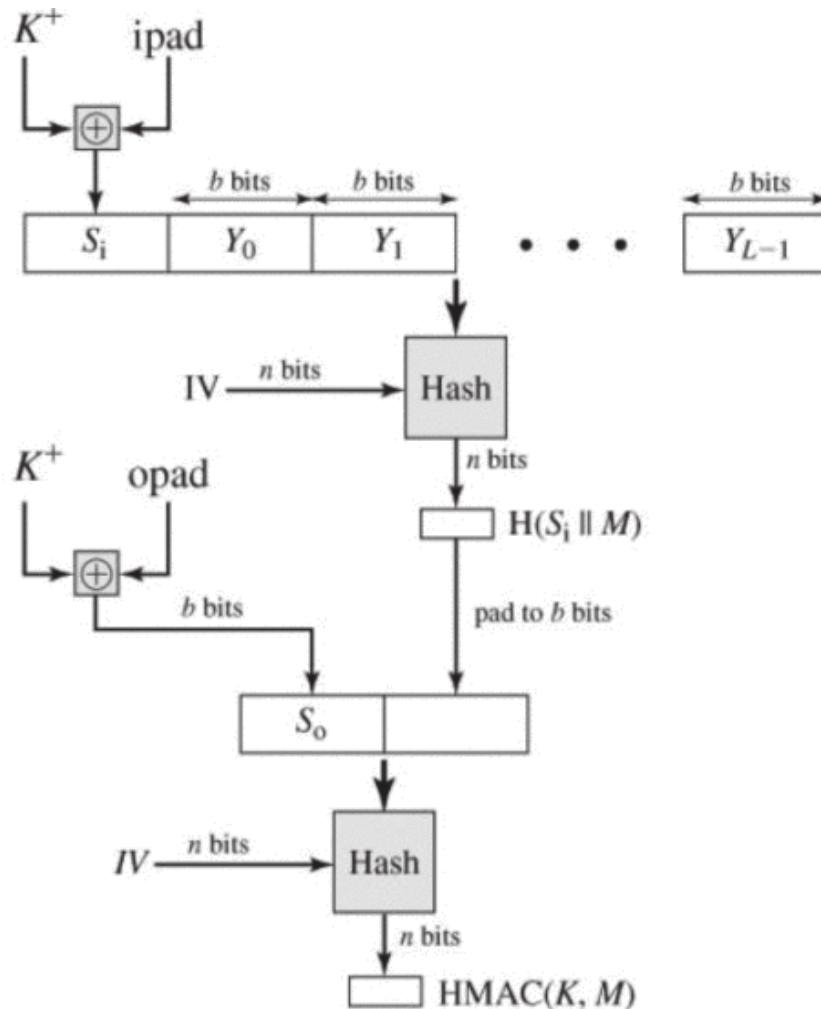 K⁺ ipad
⊕
b bits b bits b bits
Sᵢ Y₀ Y₁ • • • Y_{L−1}
IV n bits Hash
n bits
K⁺ opad
H(Sᵢ ‖ M)
⊕
b bits pad to b bits
Sₒ
IV n bits Hash
n bits
HMAC(K, M)